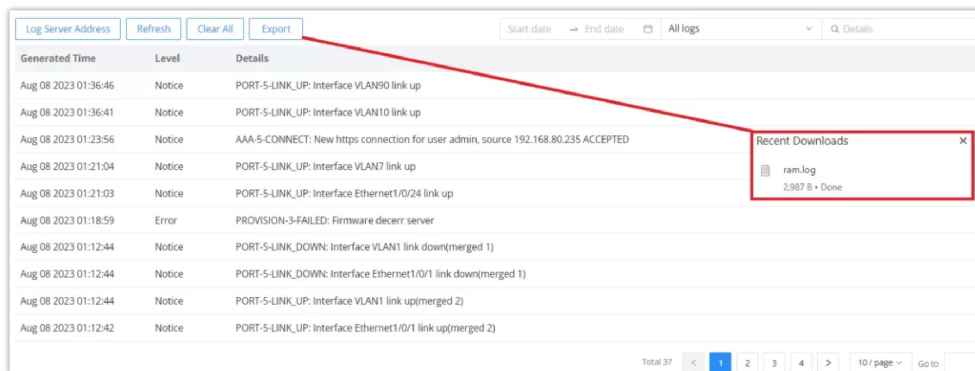 Log Server Address Refresh Clear All Export Start date → End date All logs Details
Generated Time Level Details
Aug 08 2023 01:36:46 Notice PORT-5-LINK_UP: Interface VLAN90 link up
Aug 08 2023 01:36:41 Notice PORT-5-LINK_UP: Interface VLAN10 link up
Aug 08 2023 01:23:56 Notice AAA-5-CONNECT: New https connection for user admin, source 192.168.80.235 ACCEPTED
Recent Downloads
ram.log
2,987 B • Done
Aug 08 2023 01:21:04 Notice PORT-5-LINK_UP: Interface VLAN7 link up
Aug 08 2023 01:21:03 Notice PORT-5-LINK_UP: Interface Ethernet1/0/24 link up
Aug 08 2023 01:18:59 Error PROVISION-3-FAILED: Firmware decerr server
Aug 08 2023 01:12:44 Notice PORT-5-LINK_DOWN: Interface VLAN1 link down(merged 1)
Aug 08 2023 01:12:44 Notice PORT-5-LINK_DOWN: Interface Ethernet1/0/1 link down(merged 1)
Aug 08 2023 01:12:44 Notice PORT-5-LINK_UP: Interface VLAN1 link up(merged 2)
Aug 08 2023 01:12:42 Notice PORT-5-LINK_UP: Interface Ethernet1/0/1 link up(merged 2)
Total 37 < 1 2 3 4 > 10 / page Go to